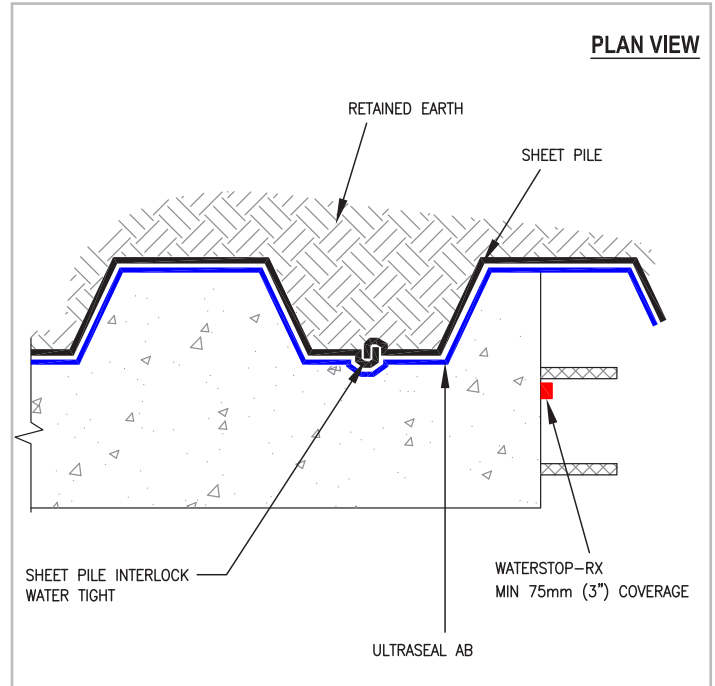 PLAN VIEW
RETAINED EARTH
SHEET PILE
SHEET PILE INTERLOCK
WATER TIGHT
WATERSTOP-RX
MIN 75mm (3") COVERAGE
ULTRASEAL AB